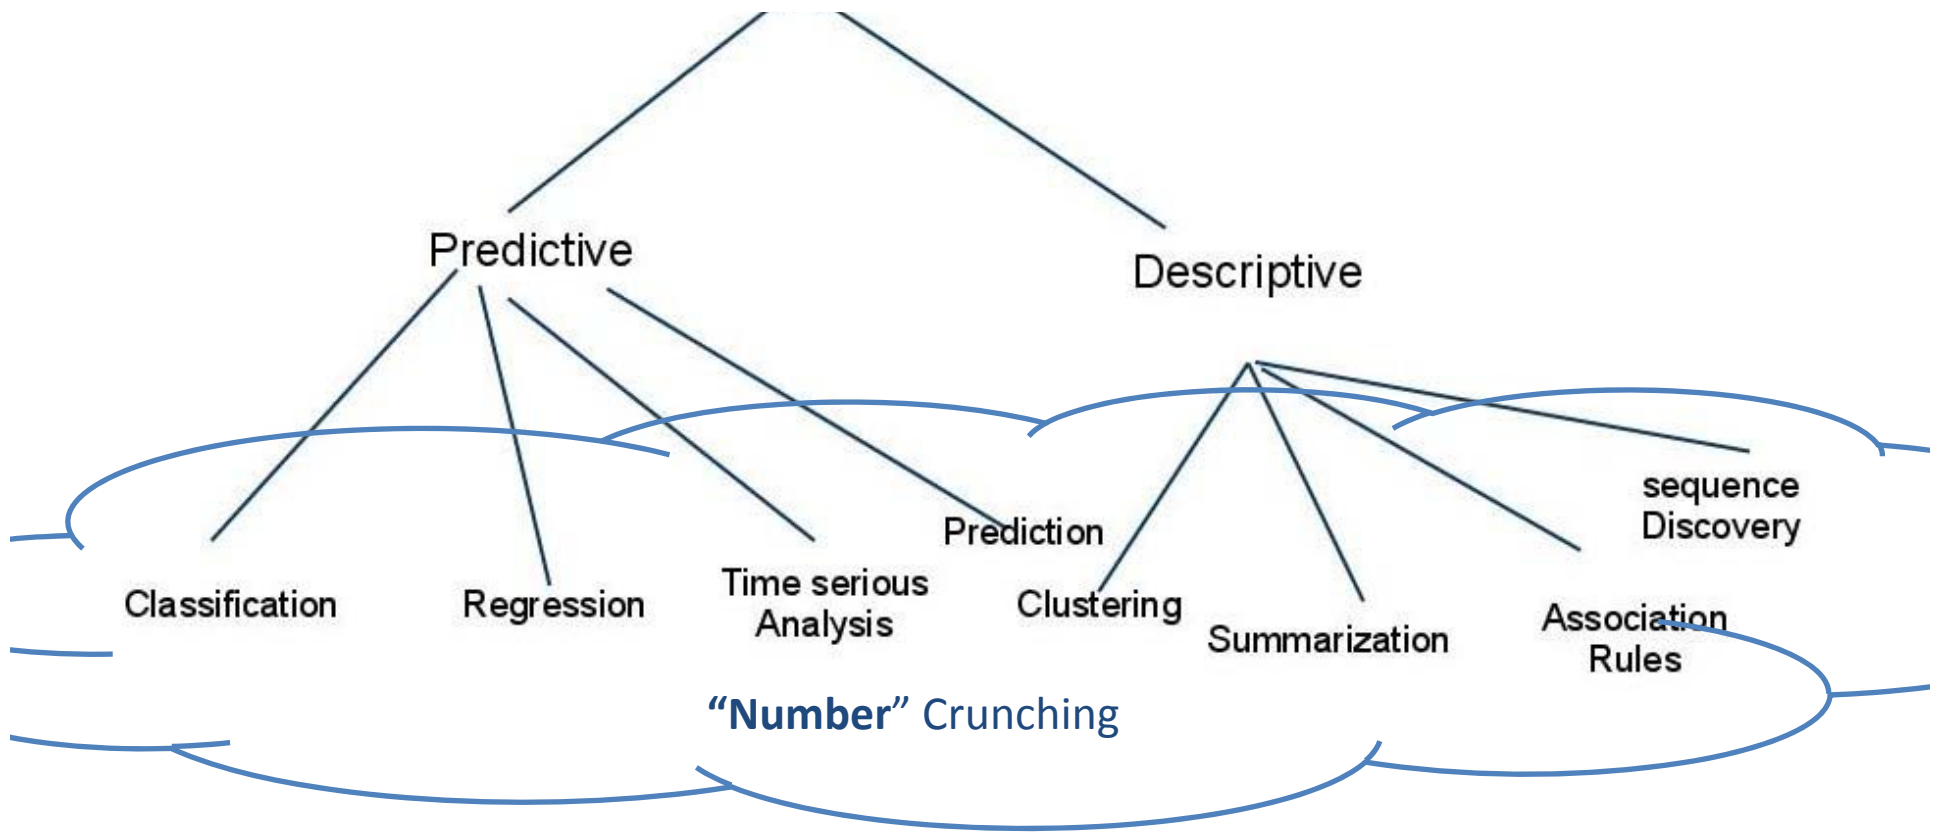 Predictive
Descriptive
sequence
Discovery
Prediction
Time serious
Analysis
Classification
Regression
Clustering
Summarization
Association
Rules
“Number” Crunching